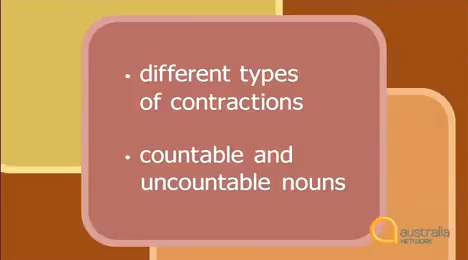 • different types
of contractions
• countable and
uncountable nouns
australia
NETWORK